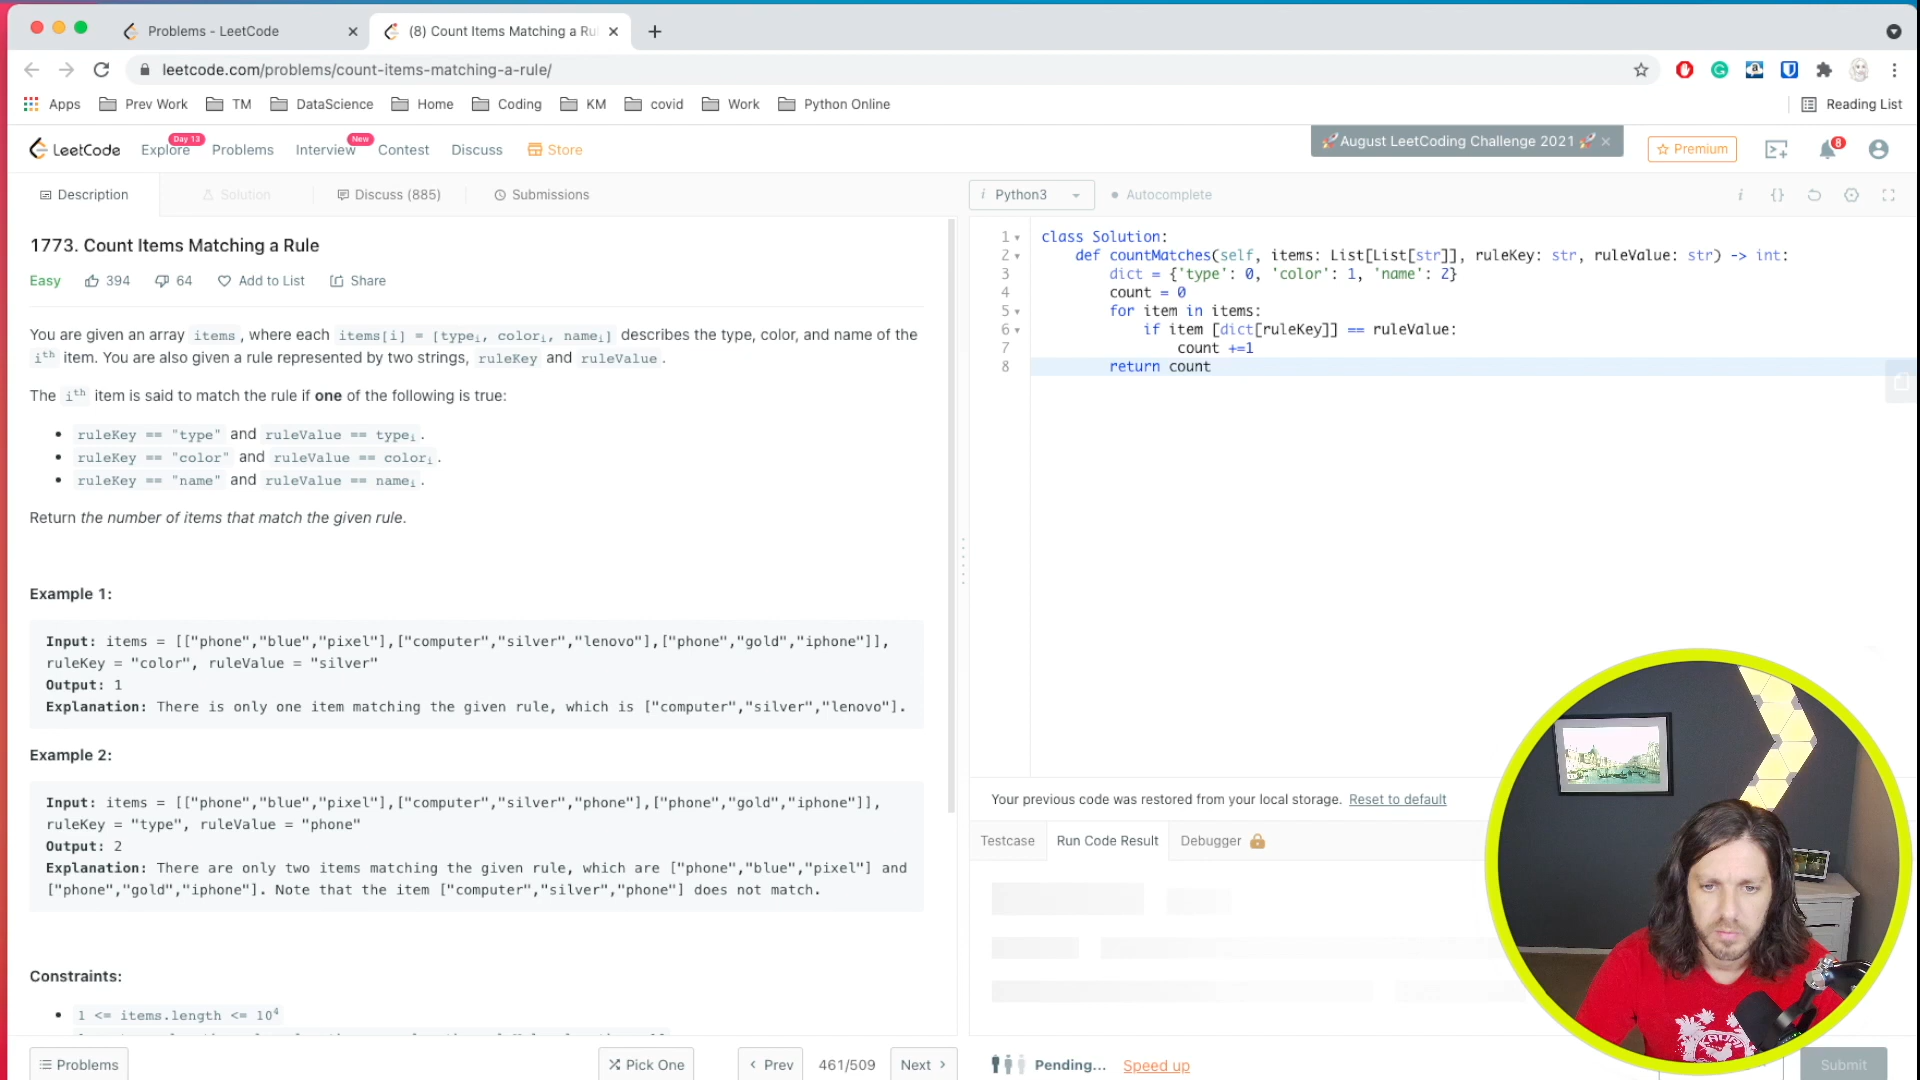 Problems - LeetCode
(8) Count Items Matching a Ru
leetcode.com/problems/count-items-matching-a-rule/
Apps Prev Work TM DataScience Home Coding KM covid Work Python Online Reading List
LeetCode Explore Day 13 Problems Interview New Contest Discuss Store
🚀August LeetCoding Challenge 2021 🚀
Premium
8
Description Solution Discuss (885) Submissions
1773. Count Items Matching a Rule
Easy 394 64 Add to List Share
You are given an array items, where each items[i] = [typeᵢ, colorᵢ, nameᵢ] describes the type, color, and name of the
iᵗʰ item. You are also given a rule represented by two strings, ruleKey and ruleValue.
The iᵗʰ item is said to match the rule if one of the following is true:
• ruleKey == "type" and ruleValue == typeᵢ.
• ruleKey == "color" and ruleValue == colorᵢ.
• ruleKey == "name" and ruleValue == nameᵢ.
Return the number of items that match the given rule.
Example 1:
Input: items = [["phone","blue","pixel"],["computer","silver","lenovo"],["phone","gold","iphone"]],
ruleKey = "color", ruleValue = "silver"
Output: 1
Explanation: There is only one item matching the given rule, which is ["computer","silver","lenovo"].
Example 2:
Input: items = [["phone","blue","pixel"],["computer","silver","phone"],["phone","gold","iphone"]],
ruleKey = "type", ruleValue = "phone"
Output: 2
Explanation: There are only two items matching the given rule, which are ["phone","blue","pixel"] and
["phone","gold","iphone"]. Note that the item ["computer","silver","phone"] does not match.
Constraints:
• 1 <= items.length <= 10⁴
Problems Pick One Prev 461/509 Next
i Python3 Autocomplete
1 class Solution:
2 def countMatches(self, items: List[List[str]], ruleKey: str, ruleValue: str) -> int:
3 dict = {'type': 0, 'color': 1, 'name': 2}
4 count = 0
5 for item in items:
6 if item [dict[ruleKey]] == ruleValue:
7 count +=1
8 return count
Your previous code was restored from your local storage. Reset to default
Testcase Run Code Result Debugger
Pending... Speed up
Submit